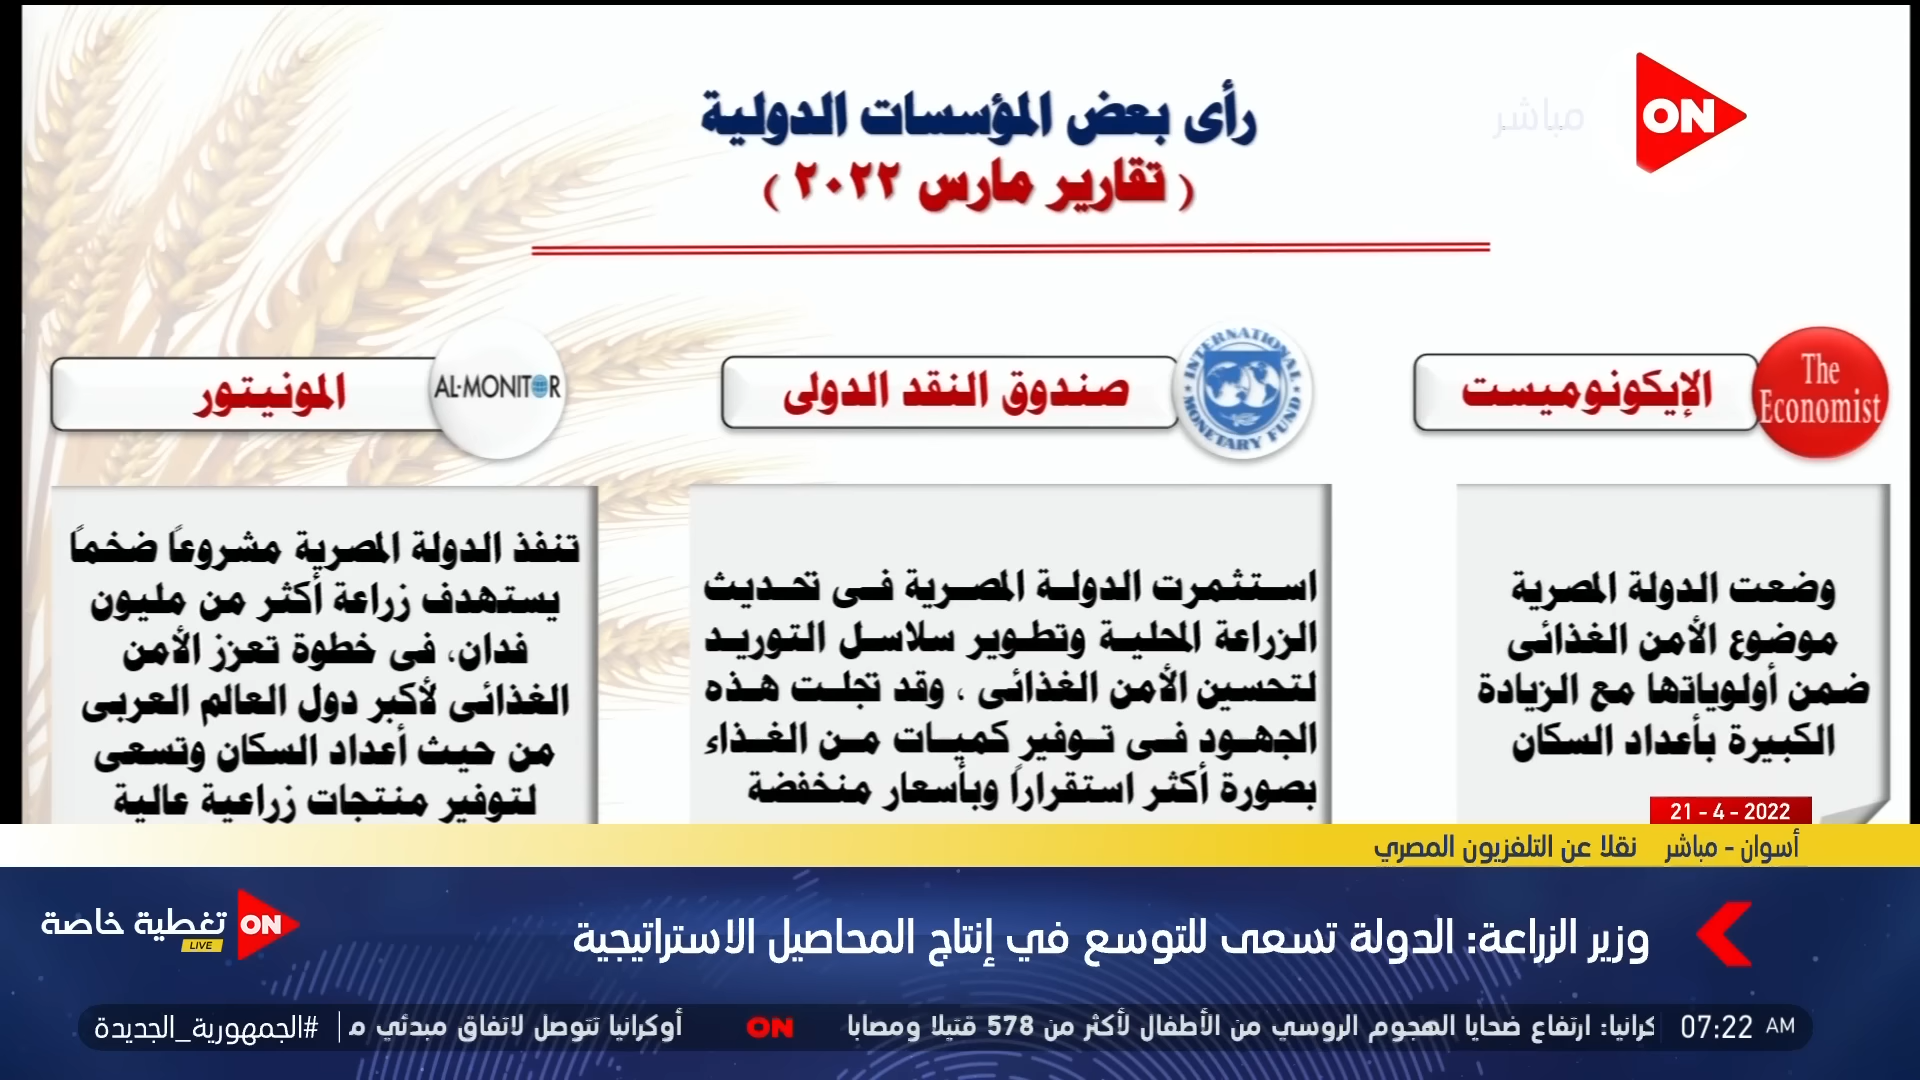 رأى بعض المؤسسات الدولية
( تقارير مارس ٢٠٢٢ )
مباشر
ON
The
Economist
الإيكونوميست
وضعت الدولة المصرية
موضوع الأمن الغذائى
ضمن أولوياتها مع الزيادة
الكبيرة بأعداد السكان
INTERNATIONAL MONETARY FUND
صندوق النقد الدولى
استثمرت الدولة المصرية فى تحديث
الزراعة المحلية وتطوير سلاسل التوريد
لتحسين الأمن الغذائى ، وقد تجلت هذه
الجهود فى توفير كميات من الغذاء
بصورة أكثر استقراراً وبأسعار منخفضة
AL-MONITOR
المونيتور
تنفذ الدولة المصرية مشروعاً ضخماً
يستهدف زراعة أكثر من مليون
فدان، فى خطوة تعزز الأمن
الغذائى لأكبر دول العالم العربى
من حيث أعداد السكان وتسعى
لتوفير منتجات زراعية عالية
21 - 4 - 2022
أسوان - مباشر نقلا عن التلفزيون المصري
وزير الزراعة: الدولة تسعى للتوسع في إنتاج المحاصيل الاستراتيجية
ON تغطية خاصة
LIVE
07:22 AM
كرانيا: ارتفاع ضحايا الهجوم الروسي من الأطفال لأكثر من 578 قتيلا ومصابا ON أوكرانيا تتوصل لاتفاق مبدئي م
#الجمهورية_الجديدة